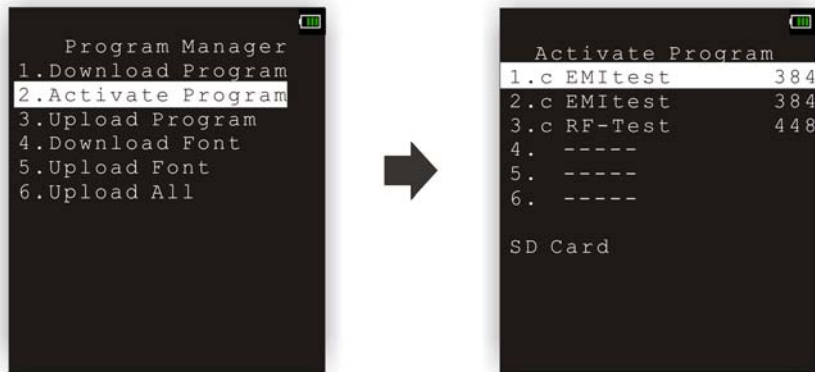 Program Manager
1.Download Program
2.Activate Program
3.Upload Program
4.Download Font
5.Upload Font
6.Upload All
Activate Program
1.c EMItest 384
2.c EMItest 384
3.c RF-Test 448
4. -----
5. -----
6. -----
SD Card